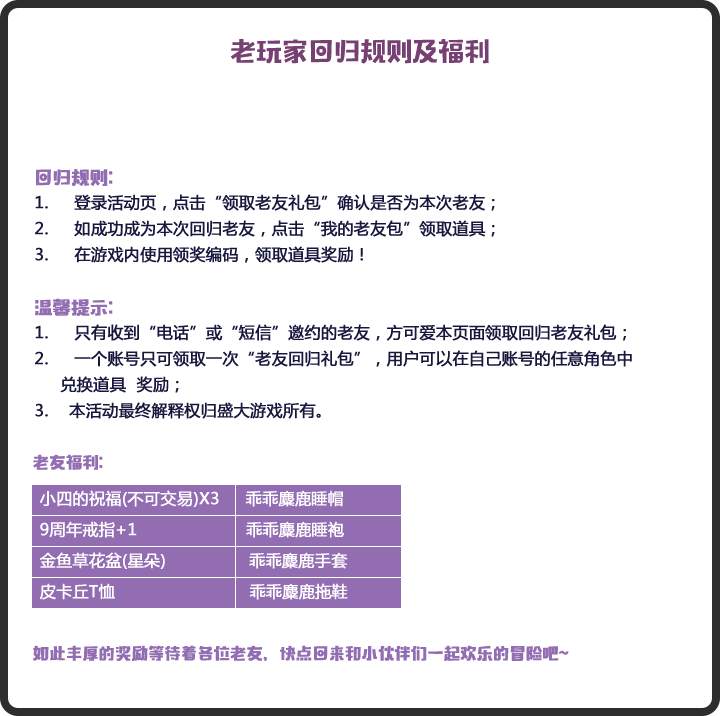 老玩家回归规则及福利
回归规则:
1. 登录活动页，点击“领取老友礼包”确认是否为本次老友；
2. 如成功成为本次回归老友，点击“我的老友包”领取道具；
3. 在游戏内使用领奖编码，领取道具奖励！
温馨提示:
1. 只有收到“电话”或“短信”邀约的老友，方可爱本页面领取回归老友礼包；
2. 一个账号只可领取一次“老友回归礼包”，用户可以在自己账号的任意角色中
兑换道具 奖励；
3. 本活动最终解释权归盛大游戏所有。
老友福利:
小四的祝福(不可交易)X3 乖乖麋鹿睡帽
9周年戒指+1 乖乖麋鹿睡袍
金鱼草花盆(星朵) 乖乖麋鹿手套
皮卡丘T恤 乖乖麋鹿拖鞋
如此丰厚的奖励等待着各位老友，快点回来和小伙伴们一起欢乐的冒险吧~